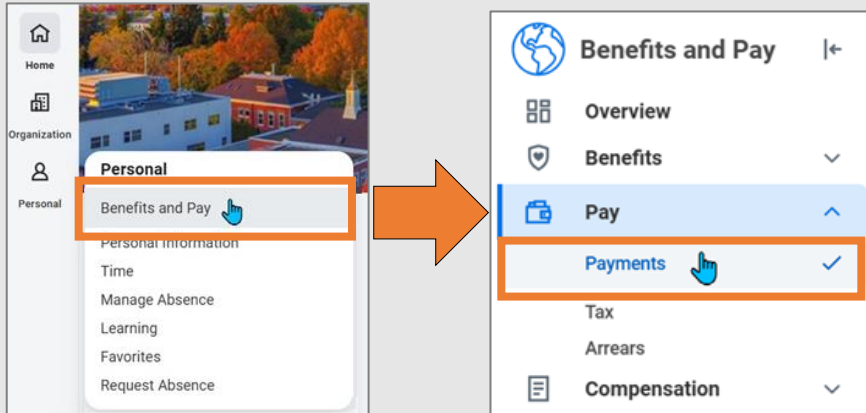 Home
Organization
Personal
Personal
Benefits and Pay
Personal Information
Time
Manage Absence
Learning
Favorites
Request Absence
Benefits and Pay
Overview
Benefits
Pay
Payments
Tax
Arrears
Compensation